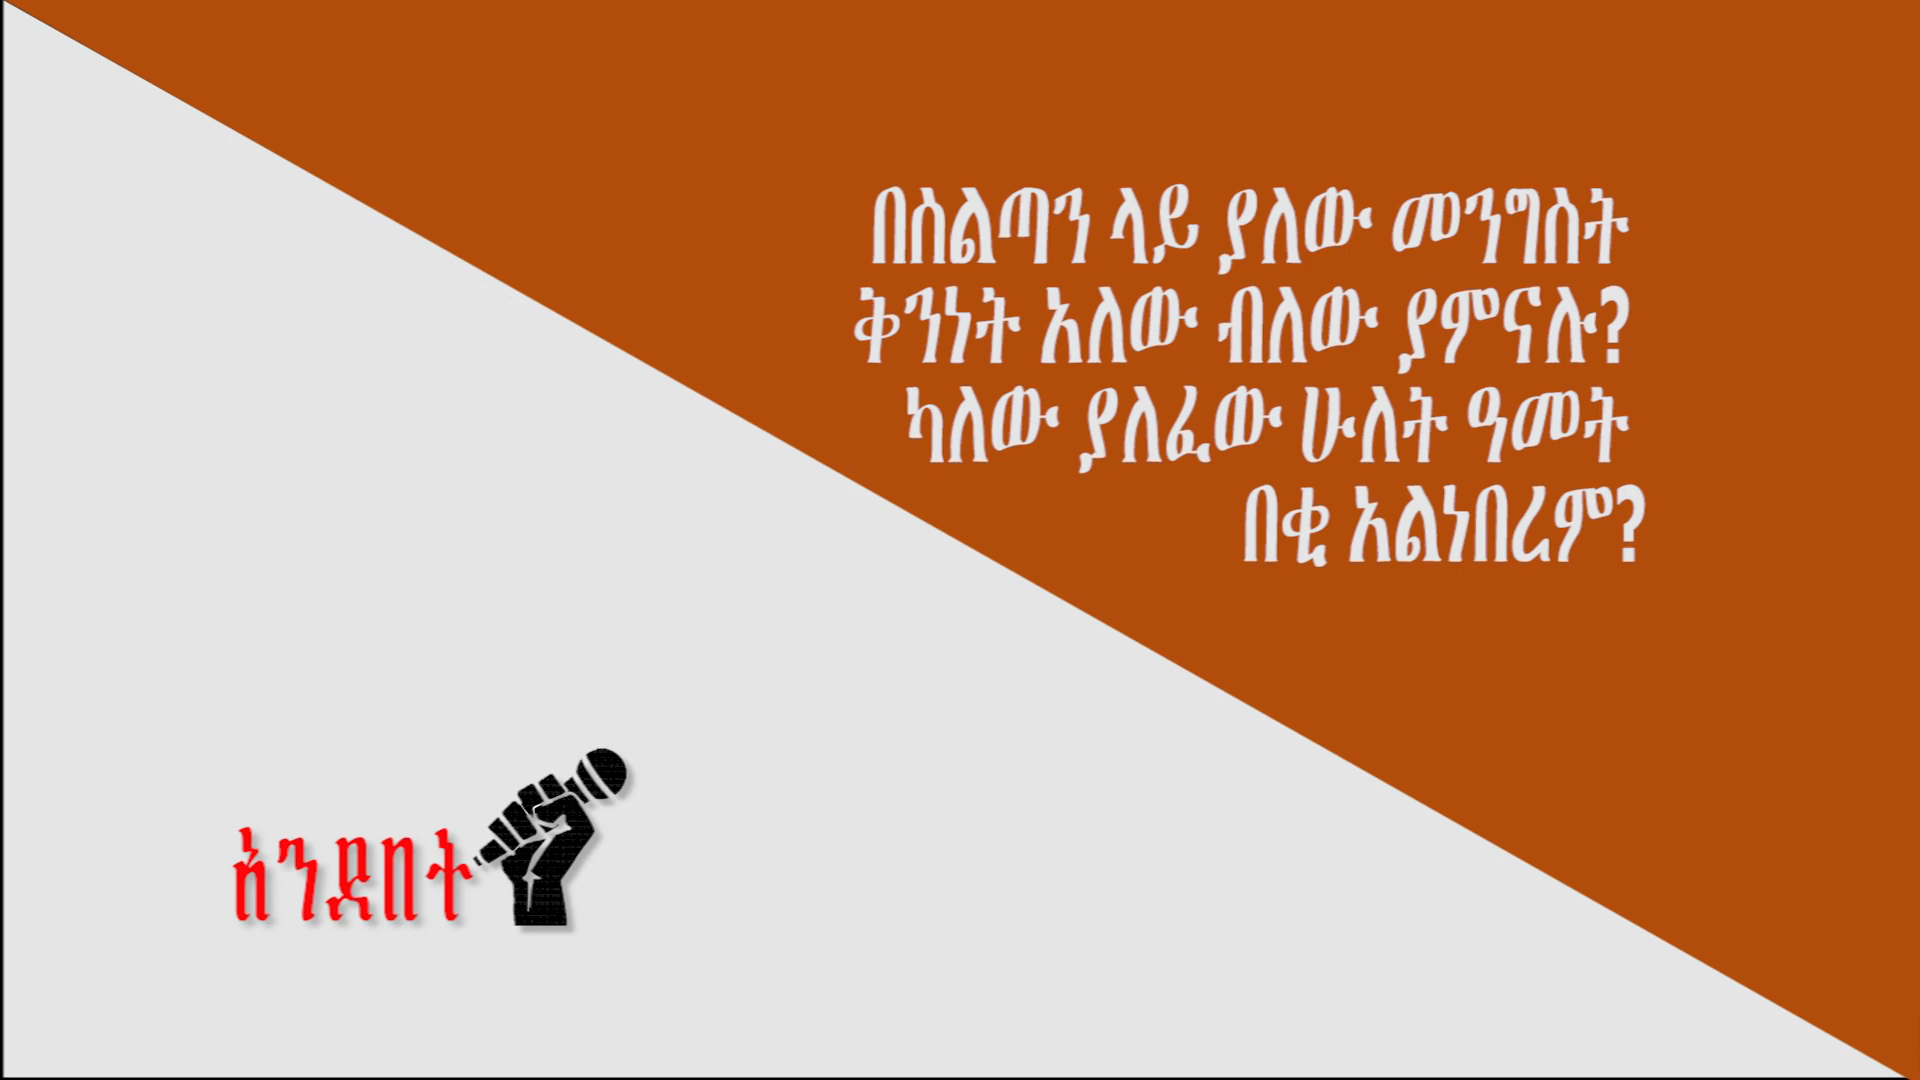 በስልጣን ላይ ያለው መንግስት
ቅንነት አለው ብለው ያምናሉ?
ካለው ያለፈው ሁለት ዓመት
በቂ አልነበረም?
አንደበት